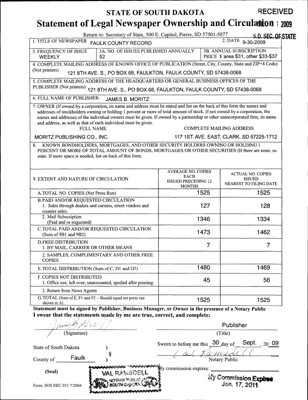 STATE OF SOUTH DAKOTA
RECEIVED
Statement of Legal Newspaper Ownership and Circulation 1 2009
Return to: Secretary of State, 500 E. Capitol, Pierre, SD 57501-5077
S.D. SEC. OF STATE
1. TITLE OF NEWSPAPER FAULK COUNTY RECORD
2. DATE 9-30-2009
3. FREQUENCY OF ISSUE WEEKLY
3A. NO. OF ISSUES PUBLISHED ANNUALLY 52
3B. ANNUAL SUBSCRIPTION PRICE $ area $31, other $33-$37
4. COMPLETE MAILING ADDRESS OF KNOWN OFFICE OF PUBLICATION (Street, City, County, State and ZIP+4 Code) (Not printers)
121 8TH AVE. S., PO BOX 68, FAULKTON, FAULK COUNTY, SD 57438-0068
5. COMPLETE MAILING ADDRESS OF THE HEADQUARTERS OR GENERAL BUSINESS OFFICES OF THE PUBLISHER (Not printers)
121 8TH AVE S., PO BOX 68, FAULKTON, FAULK COUNTY, SD 57438-0068
6. FULL NAME OF PUBLISHER: JAMES B. MORITZ
7. OWNER (If owned by a corporation, its name and address must be stated and list on the back of this form the names and addresses of stockholders owning or holding 1 percent or more of total amount of stock. If not owned by a corporation, the names and addresses of the individual owners must be given. If owned by a partnership or other unincorporated firm, its name and address, as well as that of each individual must be given.
FULL NAME
COMPLETE MAILING ADDRESS
MORITZ PUBLISHING CO., INC.
117 1ST AVE. EAST, CLARK, SD 57225-1712
8. KNOWN BONDHOLDERS, MORTGAGES, AND OTHER SECURITY HOLDERS OWNING OR HOLDING 1 PERCENT OR MORE OF TOTAL AMOUNT OF BONDS, MORTGAGES OR OTHER SECURITIES (If there are none, so state. If more space is needed, list on back of this form.
9. EXTENT AND NATURE OF CIRCULATION
AVERAGE NO. COPIES EACH ISSUED PRECEDING 12 MONTHS
ACTUAL NO. COPIES ISSUED NEAREST TO FILING DATE
A. TOTAL NO. COPIES (Net Press Run) 1525 1525
B. PAID AND/OR REQUESTED CIRCULATION
1. Sales through dealers and carriers, street vendors and counter sales 127 128
2. Mail Subscription (Paid and or requested) 1346 1334
C. TOTAL PAID AND/OR REQUESTED CIRCULATION (Sum of 9B1 and 9B2) 1473 1462
D. FREE DISTRIBUTION
1. BY MAIL, CARRIER OR OTHER MEANS 7 7
2. SAMPLES, COMPLIMENTARY AND OTHER FREE COPIES
E. TOTAL DISTRIBUTION (Sum of C, D1 and D2) 1480 1469
F. COPIES NOT DISTRIBUTED
1. Office use, left over, unaccounted, spoiled after printing 45 56
2. Return from News Agents
G. TOTAL (Sum of E, F1 and F2 - Should equal net press run shown in A) 1525 1525
Statement must be signed by Publisher, Business Manager, or Owner in the presence of a Notary Public
I swear that the statements made by me are true, correct, and complete:
Publisher
(Signature)
(Title)
State of South Dakota )
Sworn to before me this 30 day of Sept. 20 09
County of Faulk )
Val Ramsdell
Notary Public
(Seal)
VAL RAMSDELL
NOTARY PUBLIC
SOUTH DAKOTA
My commission expires:
My Commission Expires
Jan. 17, 2011
Form: SOS REC 051 7/2004